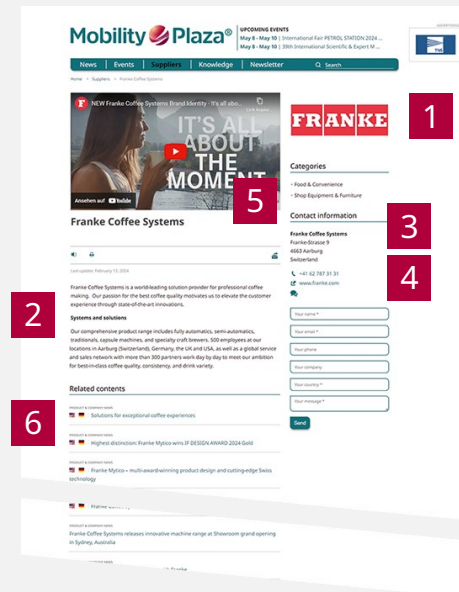 ADVERTISEMENT
Mobility Plaza®
UPCOMING EVENTS
May 8 - May 10 | International Fair PETROL STATION 2024 ...
May 8 - May 10 | 39th International Scientific & Expert M ...
News | Events | Suppliers | Knowledge | Newsletter Search
Home > Suppliers > Franke Coffee Systems
F NEW Franke Coffee Systems Brand Identity - It's all abo...
IT'S ALL
ABOUT
THE
MOMENT
Ansehen auf YouTube
FRANKE
1
Categories
- Food & Convenience
- Shop Equipment & Furniture
5
Franke Coffee Systems
Contact information
3
Franke Coffee Systems
Franke-Strasse 9
4663 Aarburg
Switzerland
4
+41 62 787 31 31
www.franke.com
Last update: February 13, 2024
Franke Coffee Systems is a world-leading solution provider for professional coffee
making. Our passion for the best coffee quality motivates us to elevate the customer
experience through state-of-the-art innovations.
2
Systems and solutions
Our comprehensive product range includes fully automatics, semi-automatics,
traditionals, capsule machines, and specialty craft brewers. 500 employees at our
locations in Aarburg (Switzerland), Germany, the UK and USA, as well as a global service
and sales network with more than 300 partners work day by day to meet our ambition
for best-in-class coffee quality, consistency, and drink variety.
Your name *
Your email *
Your phone
Your company
Your country *
Your message *
Send
Related contents
6
PRODUCT & COMPANY NEWS
Solutions for exceptional coffee experiences
PRODUCT & COMPANY NEWS
Highest distinction: Franke Mytico wins IF DESIGN AWARD 2024 Gold
PRODUCT & COMPANY NEWS
Franke Mytico – multi-award-winning product design and cutting-edge Swiss
technology
PRODUCT & COMPANY NEWS
Franke Coffee Systems releases innovative machine range at Showroom grand opening
in Sydney, Australia
PRODUCT & COMPANY NEWS
Franke